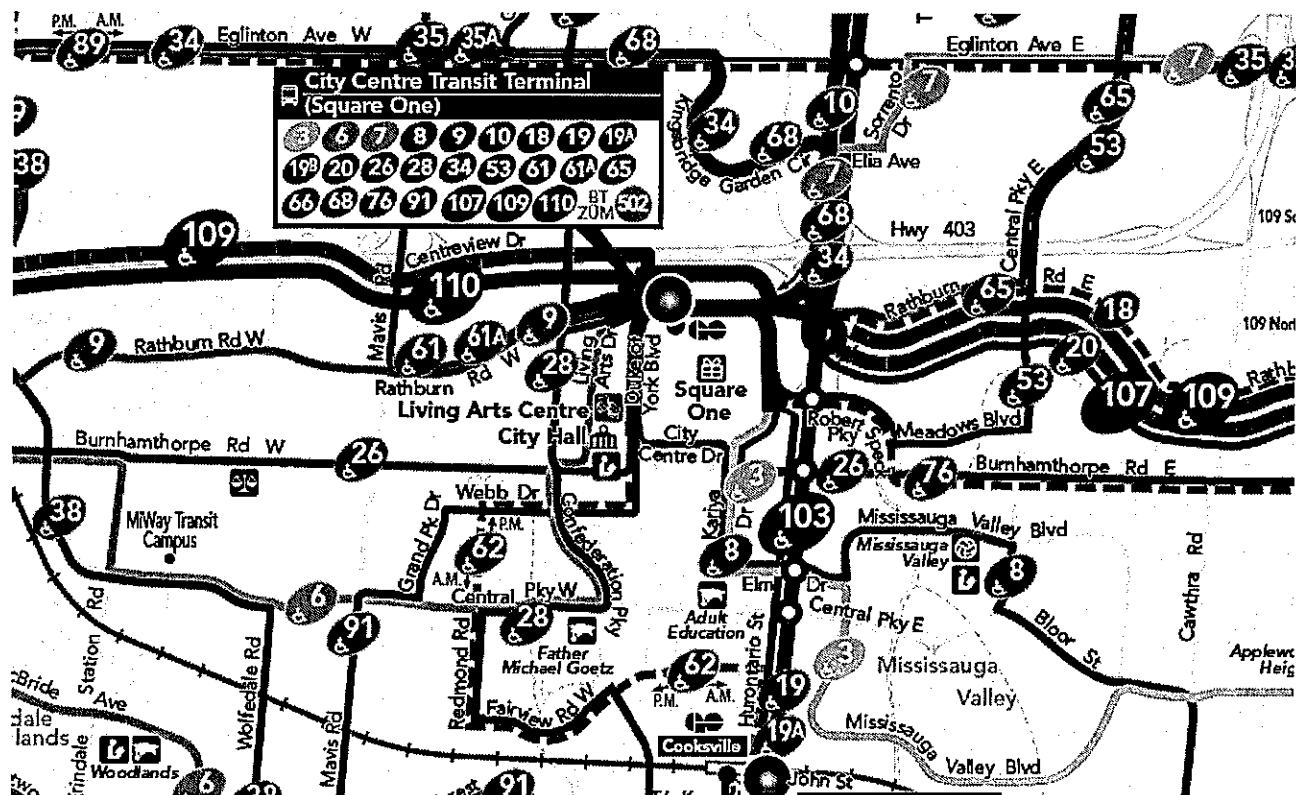 P.M. A.M.
89
34
Eglinton Ave W
35
35A
68
Eglinton Ave E
7
35
City Centre Transit Terminal
(Square One)
3 6 7 8 9 10 18 19 19A
19B 20 26 28 34 53 61 61A 65
66 68 76 91 107 109 110 BT ZÜM 502
38
34
Kingsbridge Garden Cir
68
10
7
Sorrento Dr
Elia Ave
7
68
34
65
53
Central Pky E
Hwy 403
109
109
Centreview Dr
110
Mavis Rd
Rathburn Rd E
65
18
109
20
53
107
109
9
Rathburn Rd W
61
61A
9
Rathburn Rd W
28
Living Arts Dr
Duke of York Blvd
Square One
Living Arts Centre
City Hall
City Centre Dr
Robert Speck Pky
Meadows Blvd
Burnhamthorpe Rd W
26
3
26
76
Burnhamthorpe Rd E
Webb Dr
Kariya Dr
103
38
MiWay Transit Campus
Grand Pk Dr
P.M.
62
A.M.
Confederation Pky
8
Mississauga Valley Blvd
Mississauga Valley
8
Elm Dr
Central Pky W
Central Pky E
6
91
28
Father Michael Goetz
Adult Education
Bloor St
Cawtha Rd
Redmond Rd
62
P.M. A.M.
Hurontario St
3
Mississauga Valley
Station Rd
Wolfedale Rd
Mavis Rd
Fairview Rd W
19
19A
Cooksville
Mississauga Valley Blvd
Ave
Woodlands
6
91
John St